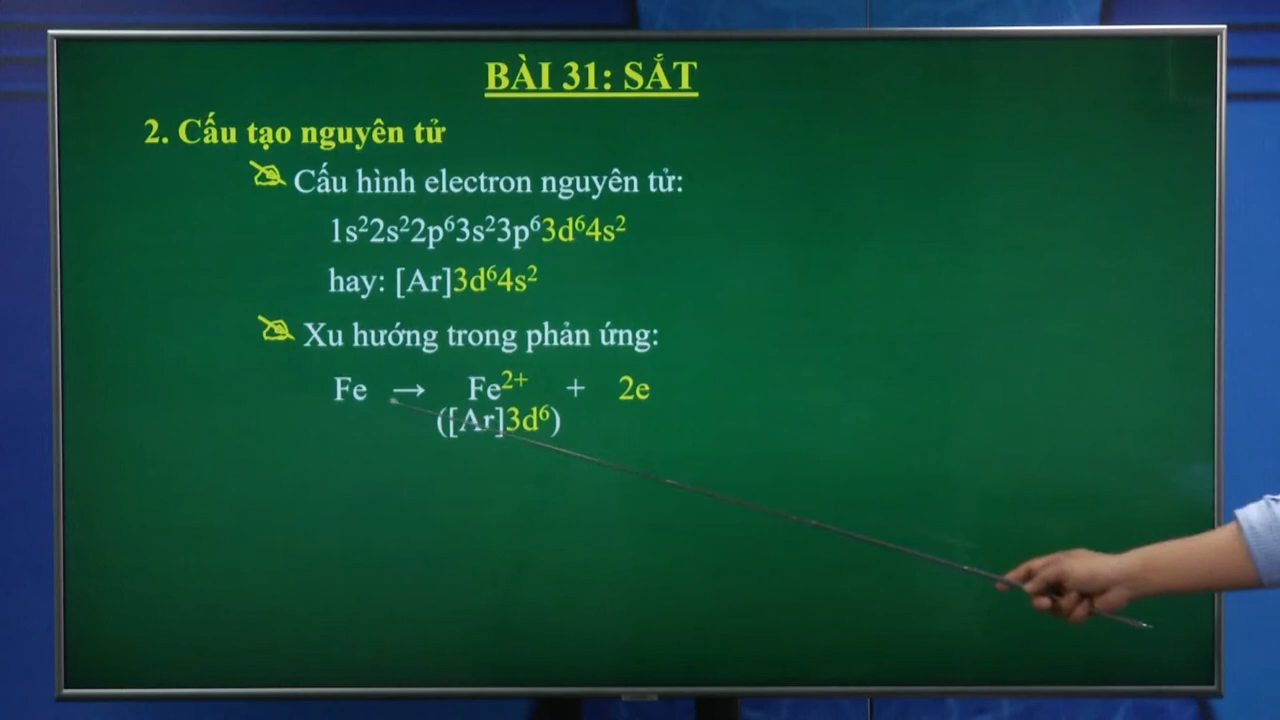 BÀI 31: SẮT
2. Cấu tạo nguyên tử
Cấu hình electron nguyên tử:
1s²2s²2p⁶3s²3p⁶3d⁶4s²
hay: [Ar]3d⁶4s²
Xu hướng trong phản ứng:
Fe → Fe²⁺ + 2e
([Ar]3d⁶)